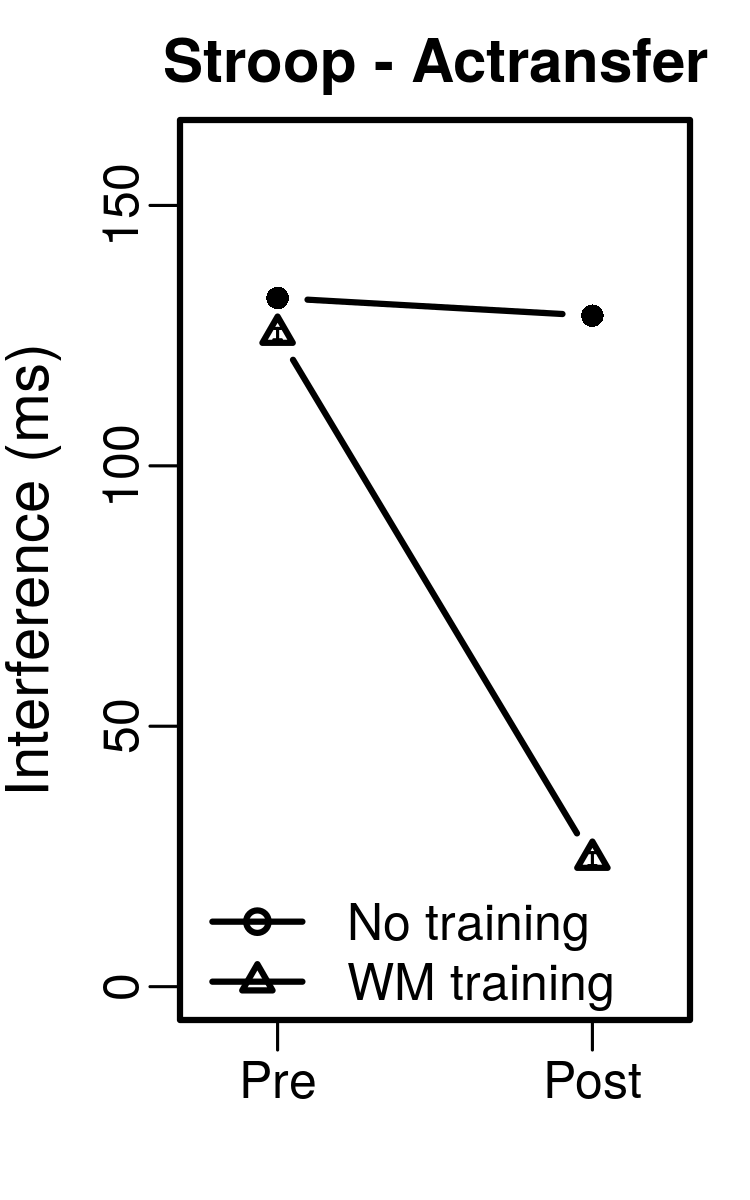 Stroop - Actransfer
Interference (ms)
150
100
50
0
No training
WM training
Pre
Post